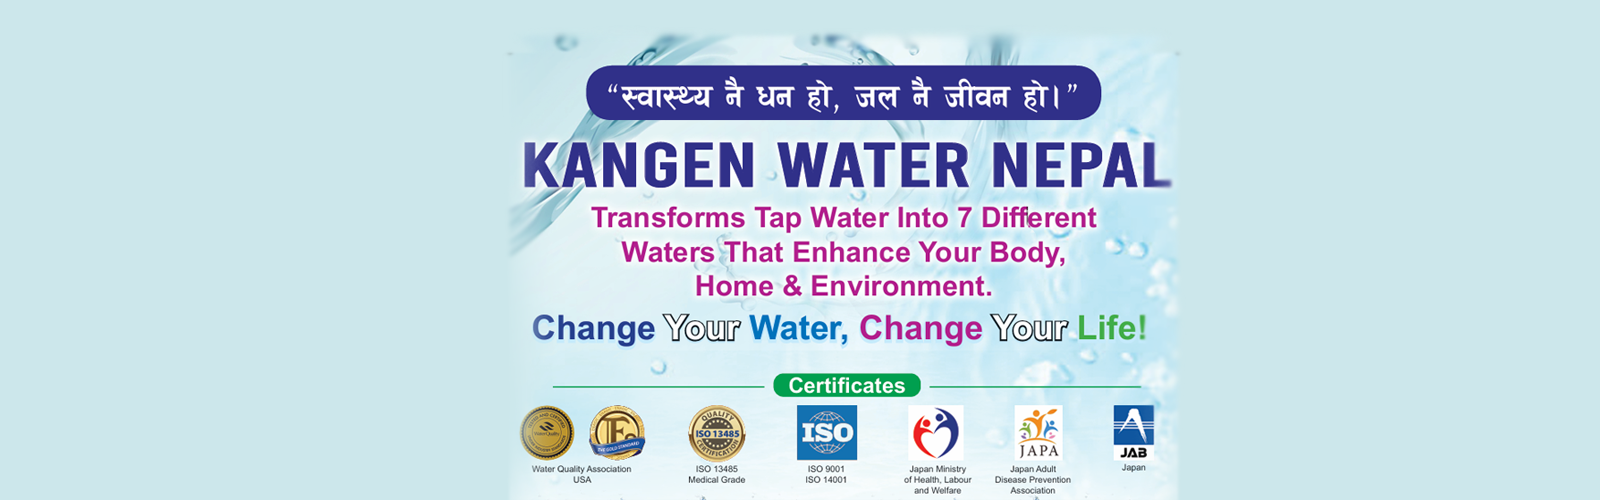 “स्वास्थ्य नै धन हो, जल नै जीवन हो।”
KANGEN WATER NEPAL
Transforms Tap Water Into 7 Different
Waters That Enhance Your Body,
Home & Environment.
Change Your Water, Change Your Life!
Certificates
QUALITY
ISO 13485
CERTIFICATION
ISO
JAPA
JAB
Water Quality Association
USA
ISO 13485
Medical Grade
ISO 9001
ISO 14001
Japan Ministry
of Health, Labour
and Welfare
Japan Adult
Disease Prevention
Association
Japan